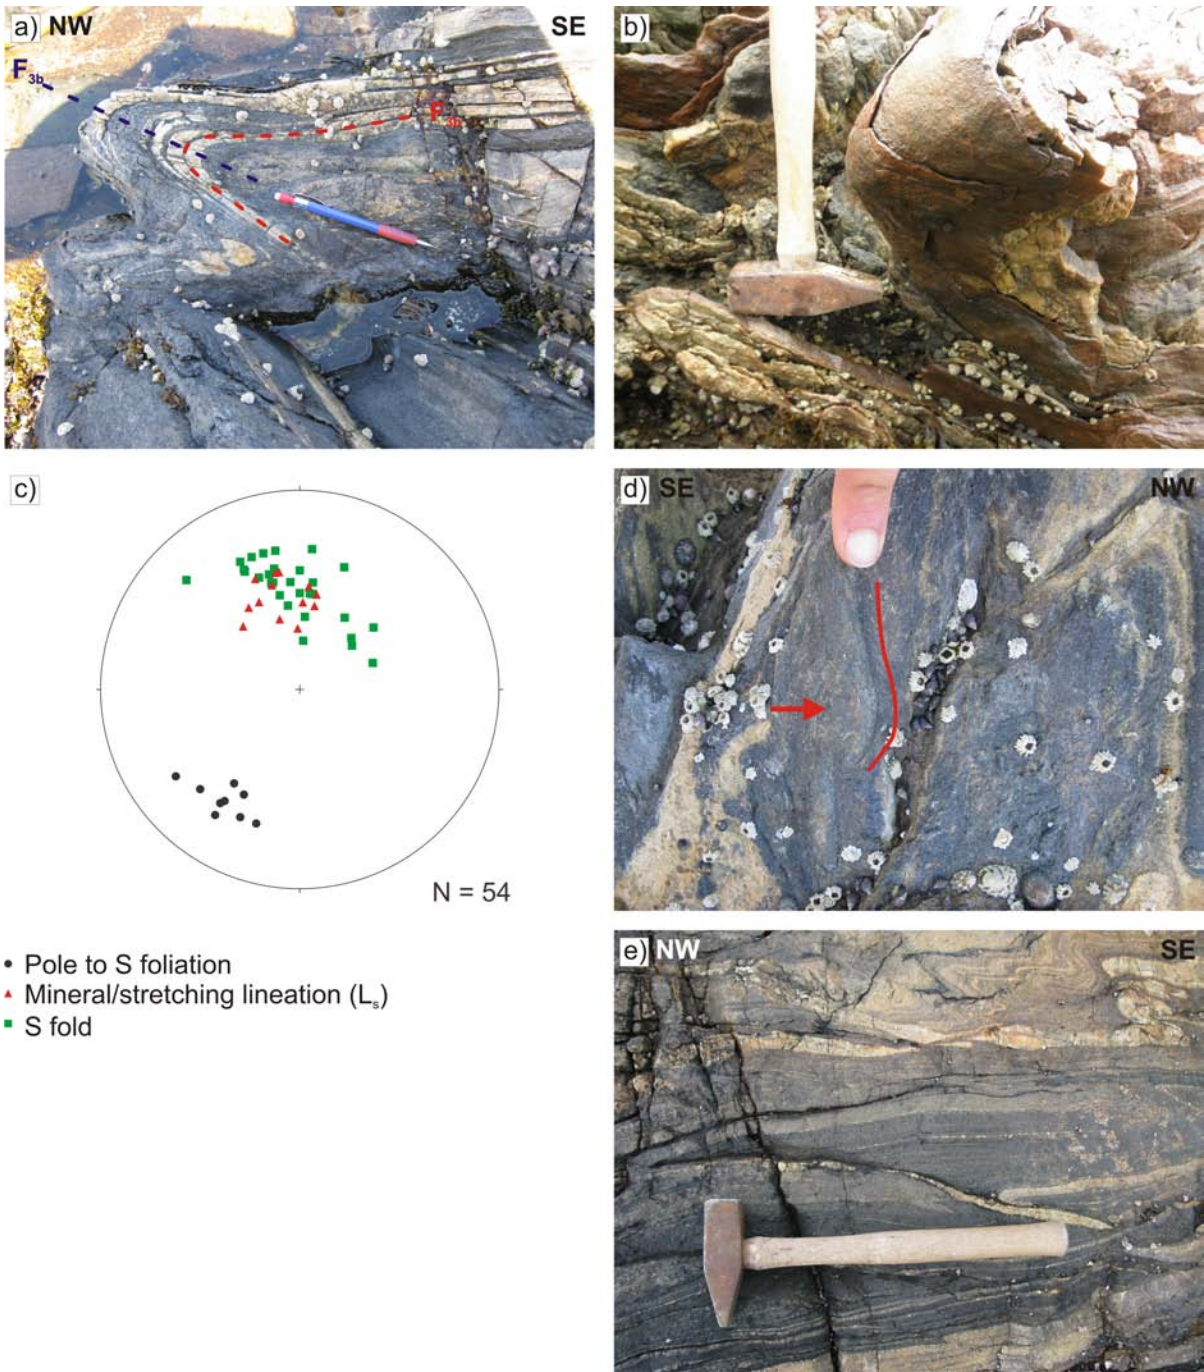 a) NW SE
F3b
F3b
b)
c)
N = 54
Pole to S foliation
Mineral/stretching lineation (Ls)
S fold
d) SE NW
e) NW SE